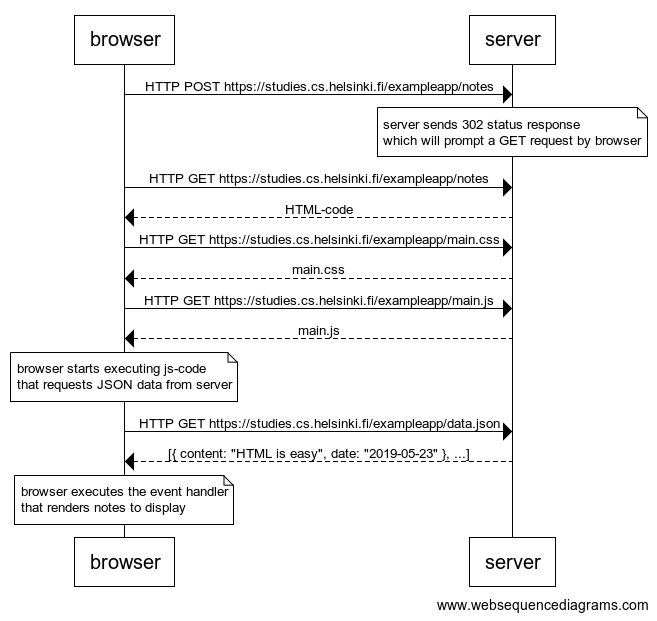 browser
server
HTTP POST https://studies.cs.helsinki.fi/exampleapp/notes
server sends 302 status response
which will prompt a GET request by browser
HTTP GET https://studies.cs.helsinki.fi/exampleapp/notes
HTML-code
HTTP GET https://studies.cs.helsinki.fi/exampleapp/main.css
main.css
HTTP GET https://studies.cs.helsinki.fi/exampleapp/main.js
main.js
browser starts executing js-code
that requests JSON data from server
HTTP GET https://studies.cs.helsinki.fi/exampleapp/data.json
[{ content: "HTML is easy", date: "2019-05-23" }, ...]
browser executes the event handler
that renders notes to display
browser
server
www.websequencediagrams.com